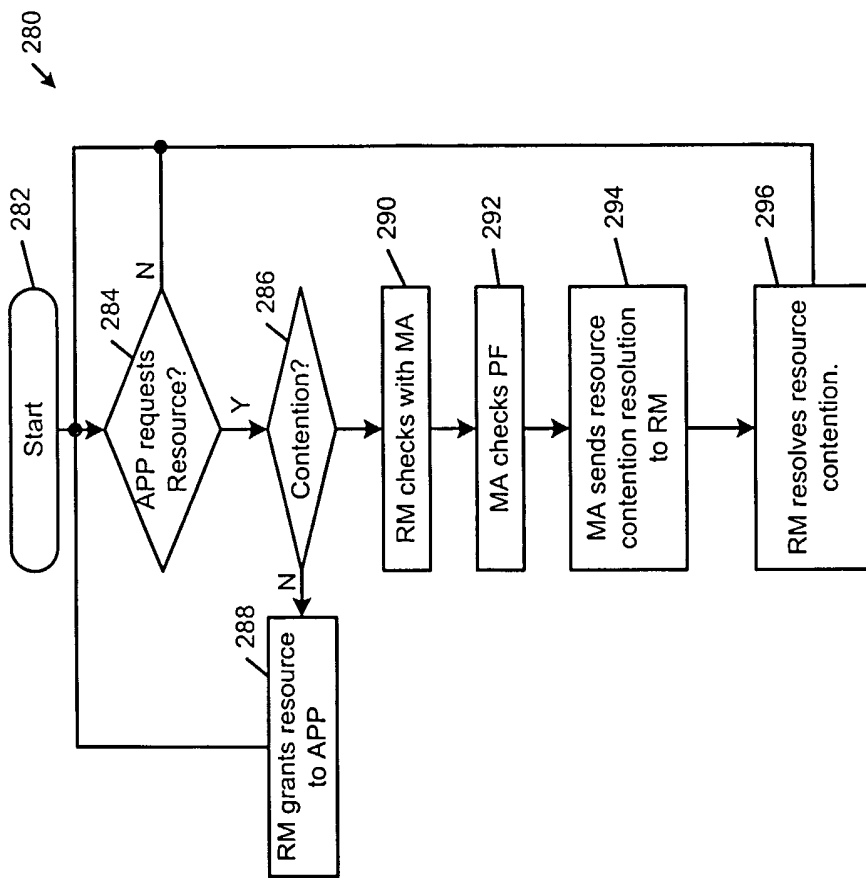 280
282
Start
284
APP requests
Resource?
N
Y
286
Contention?
N
288
RM grants resource
to APP
290
RM checks with MA
292
MA checks PF
294
MA sends resource
contention resolution
to RM
296
RM resolves resource
contention.